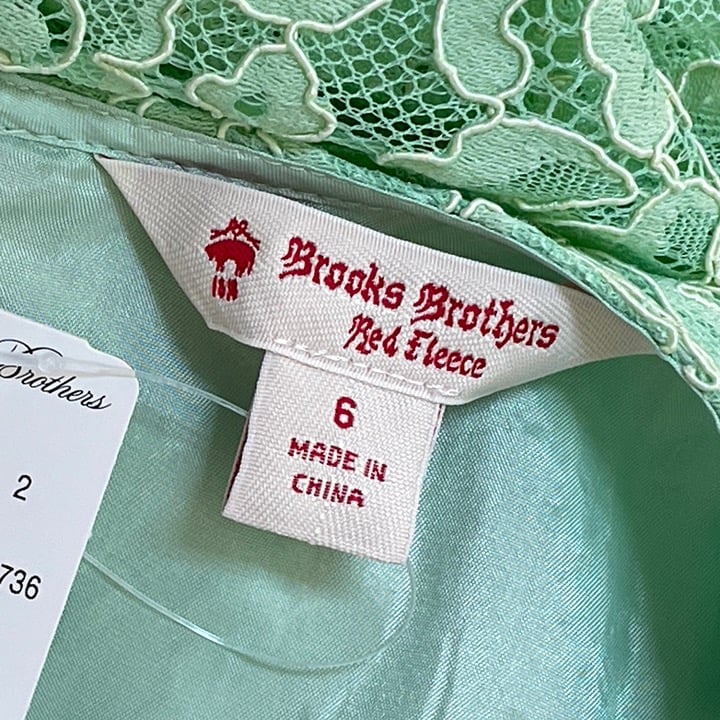 Brooks Brothers
Red Fleece
6
MADE IN
CHINA
Brothers
2
736